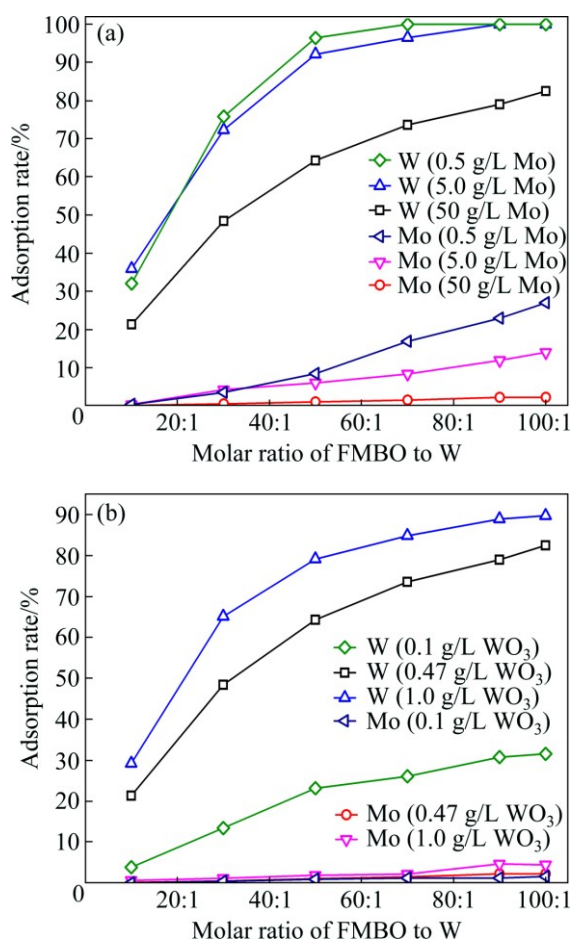 (a)
100
90
80
70
60
50
40
30
20
10
0
Adsorption rate/%
W (0.5 g/L Mo)
W (5.0 g/L Mo)
W (50 g/L Mo)
Mo (0.5 g/L Mo)
Mo (5.0 g/L Mo)
Mo (50 g/L Mo)
20:1 40:1 60:1 80:1 100:1
Molar ratio of FMBO to W
(b)
90
80
70
60
50
40
30
20
10
0
Adsorption rate/%
W (0.1 g/L WO₃)
W (0.47 g/L WO₃)
W (1.0 g/L WO₃)
Mo (0.1 g/L WO₃)
Mo (0.47 g/L WO₃)
Mo (1.0 g/L WO₃)
20:1 40:1 60:1 80:1 100:1
Molar ratio of FMBO to W